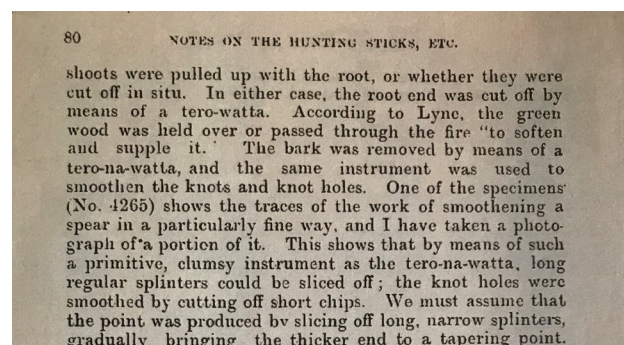 80
NOTES ON THE HUNTING STICKS, ETC.
shoots were pulled up with the root, or whether they were
cut off in situ. In either case, the root end was cut off by
means of a tero-watta. According to Lyne, the green
wood was held over or passed through the fire "to soften
and supple it.' The bark was removed by means of a
tero-na-watta, and the same instrument was used to
smoothen the knots and knot holes. One of the specimens
(No. 4265) shows the traces of the work of smoothening a
spear in a particularly fine way, and I have taken a photo-
graph of a portion of it. This shows that by means of such
a primitive, clumsy instrument as the tero-na-watta, long
regular splinters could be sliced off; the knot holes were
smoothed by cutting off short chips. We must assume that
the point was produced by slicing off long, narrow splinters,
gradually bringing the thicker end to a tapering point.